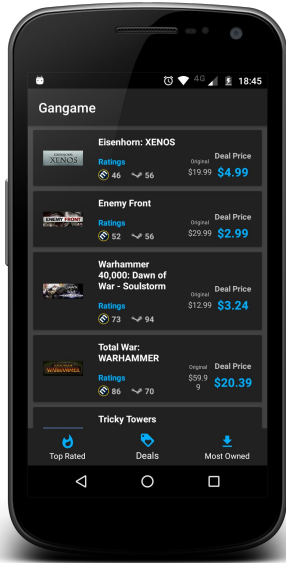 4G 18:45
Gangame
Eisenhorn: XENOS
XENOS
Ratings
46 56
Original
$19.99
Deal Price
$4.99
Enemy Front
ENEMY FRONT
Ratings
52 56
Original
$29.99
Deal Price
$2.99
Warhammer
40,000: Dawn of
War - Soulstorm
Ratings
73 94
Original
$12.99
Deal Price
$3.24
Total War:
WARHAMMER
WARHAMMER
Ratings
86 70
Original
$59.9
9
Deal Price
$20.39
Tricky Towers
Top Rated
Deals
Most Owned